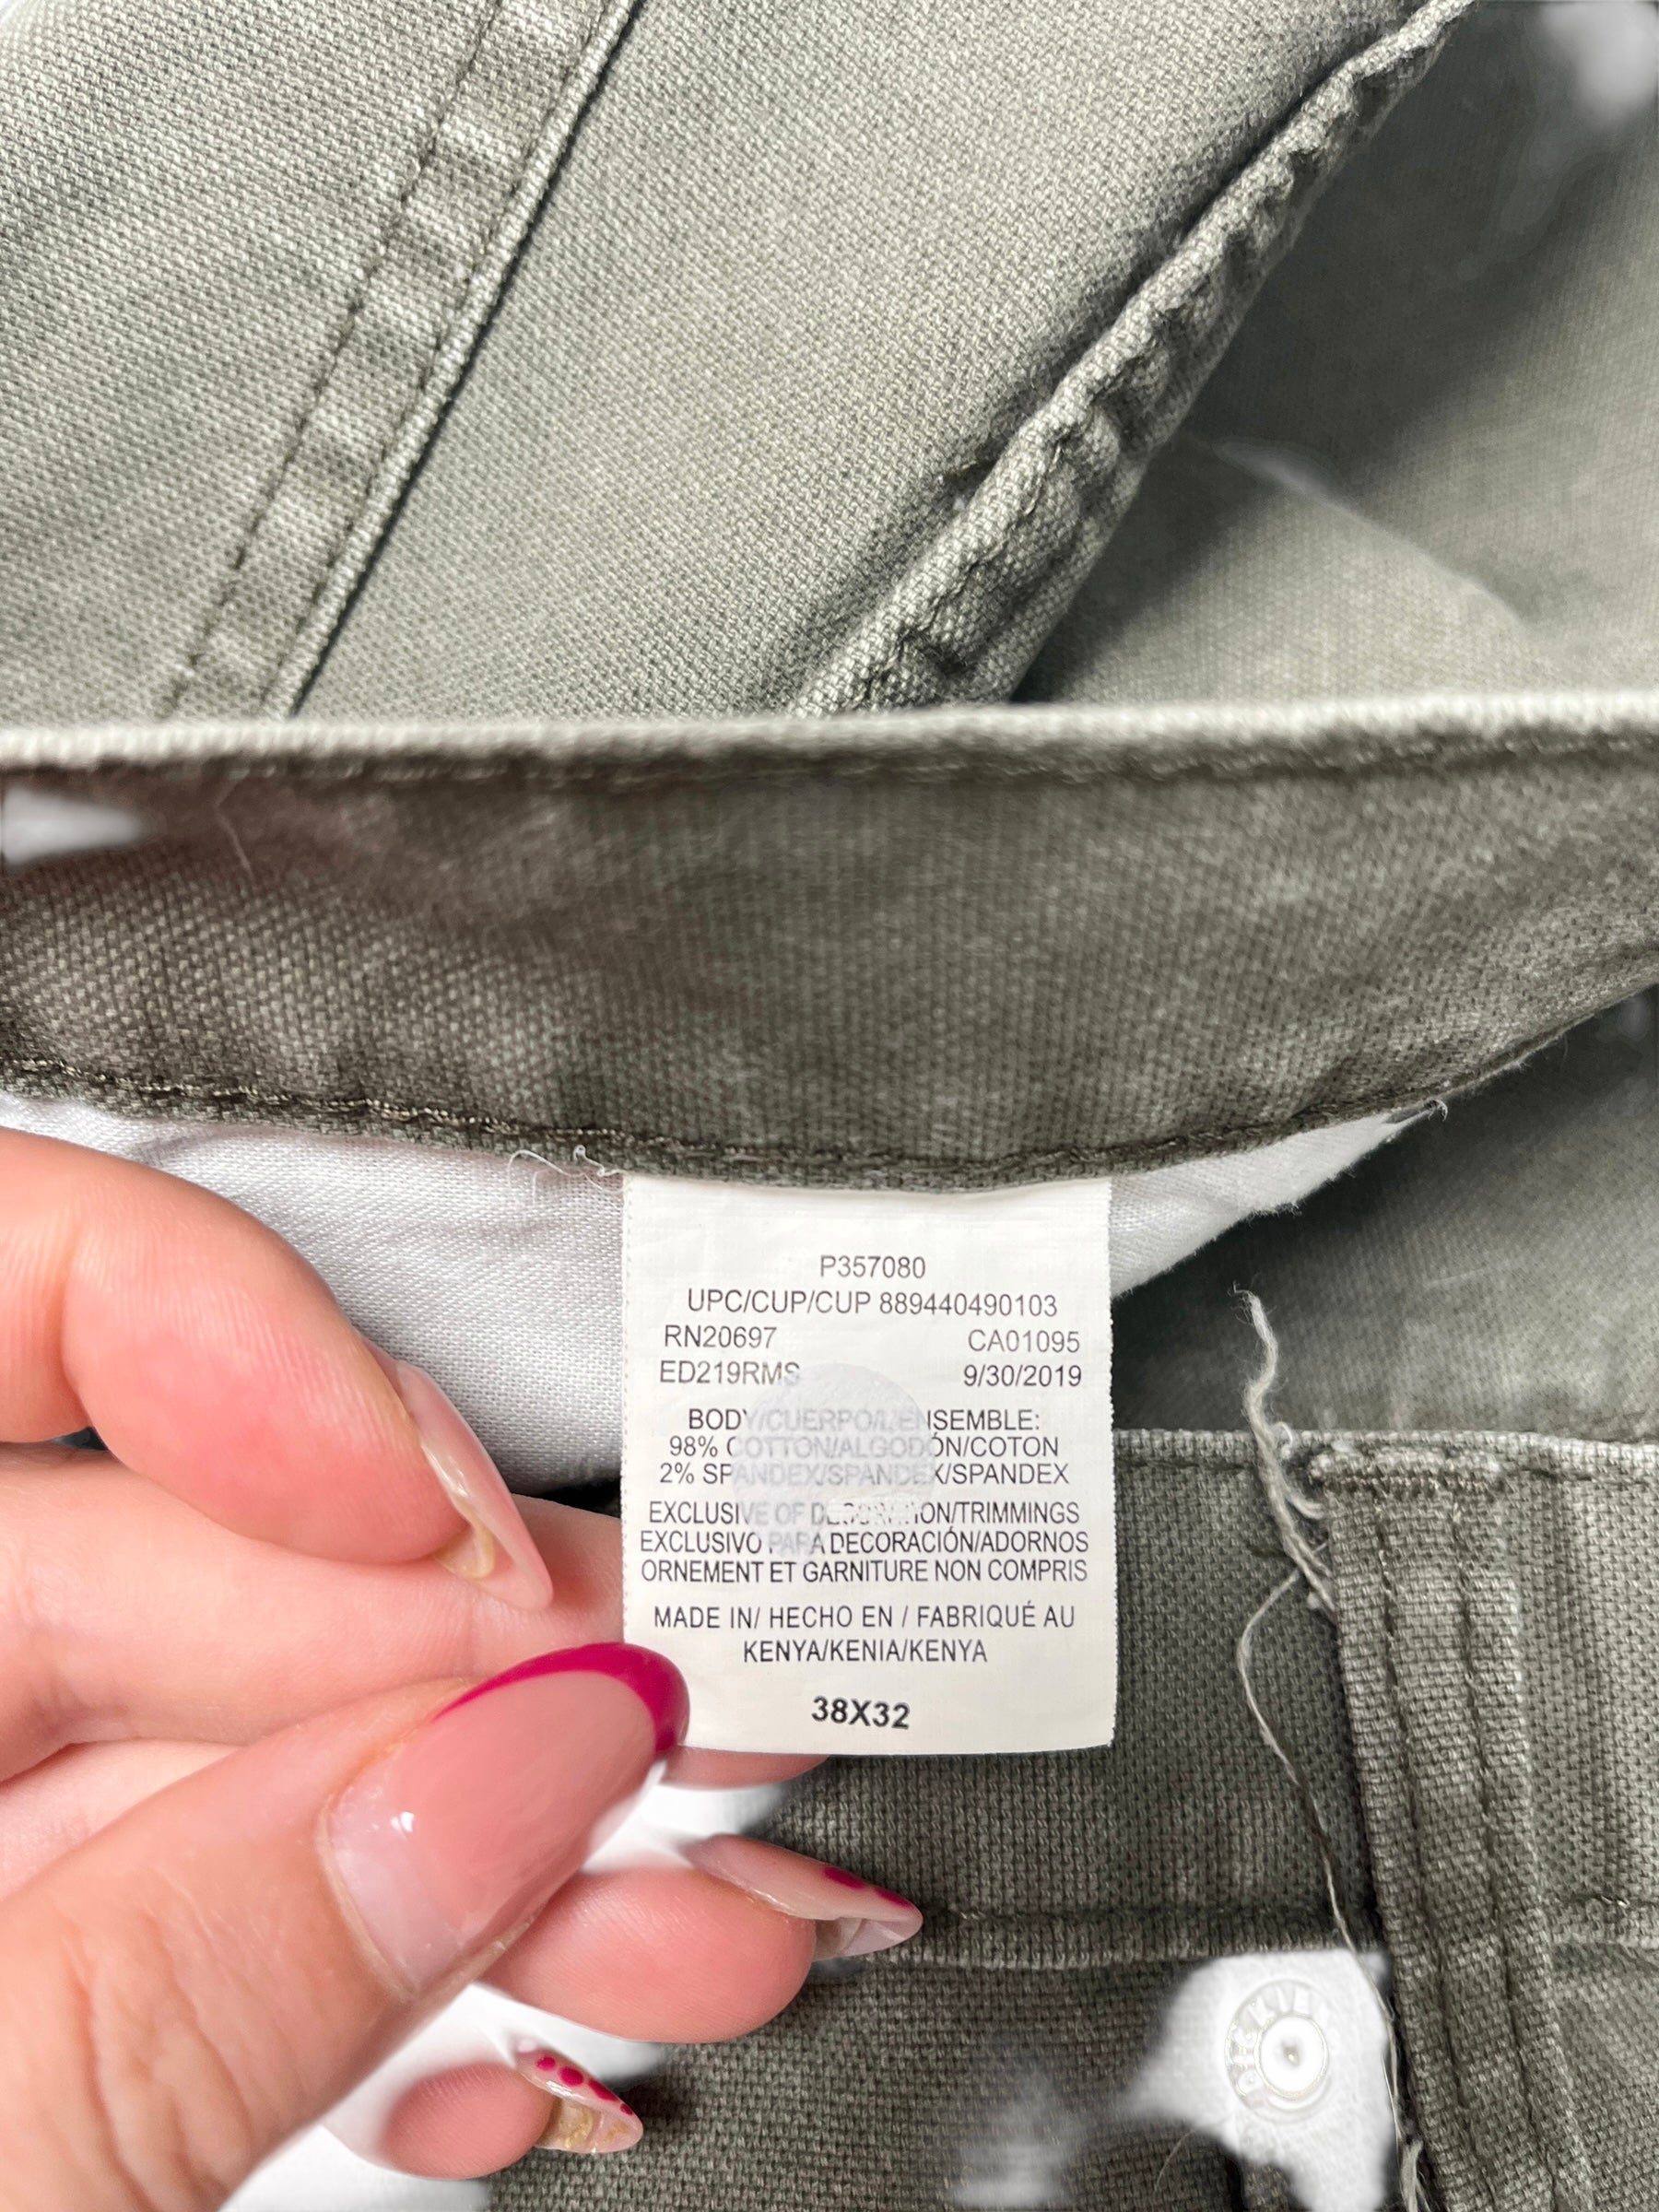 P357080
UPC/CUP/CUP 889440490103
RN20697 CA01095
ED219RMS 9/30/2019
BODY/CUERPO/L'ENSEMBLE:
98% COTTON/ALGODÓN/COTON
2% SPANDEX/SPANDEX/SPANDEX
EXCLUSIVE OF DECORATION/TRIMMINGS
EXCLUSIVO PARA DECORACIÓN/ADORNOS
ORNEMENT ET GARNITURE NON COMPRIS
MADE IN/ HECHO EN / FABRIQUÉ AU
KENYA/KENIA/KENYA
38X32